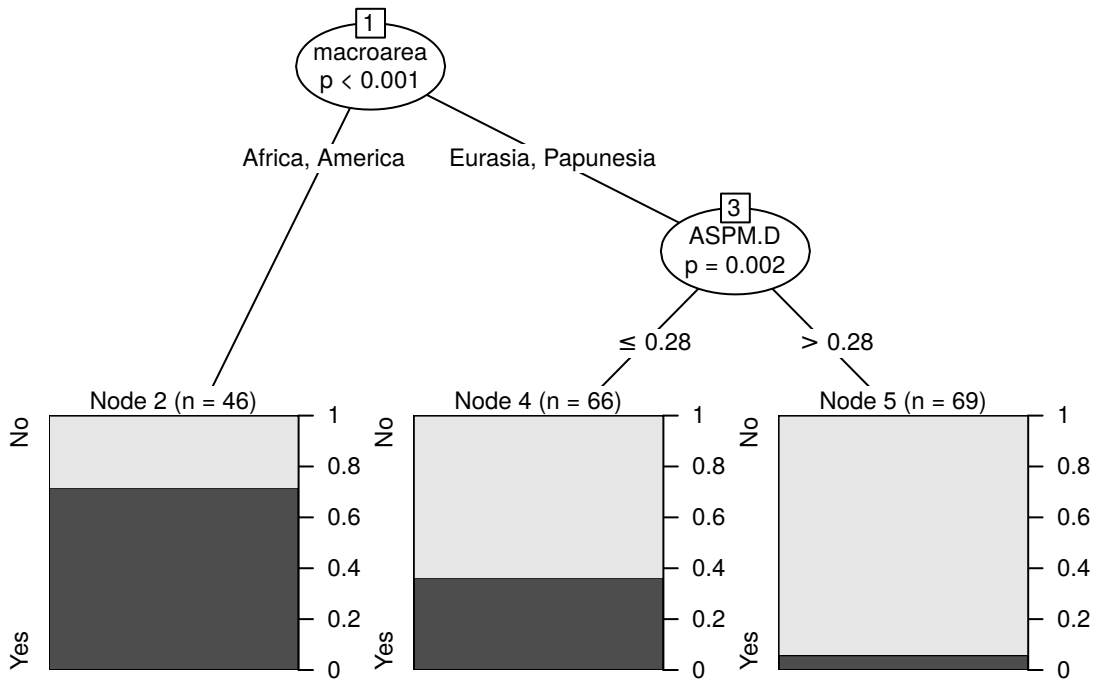 1
macroarea
p < 0.001
Africa, America
Eurasia, Papunesia
3
ASPM.D
p = 0.002
≤ 0.28
> 0.28
Node 2 (n = 46)
No
Yes
1
0.8
0.6
0.4
0.2
0
Node 4 (n = 66)
No
Yes
1
0.8
0.6
0.4
0.2
0
Node 5 (n = 69)
No
Yes
1
0.8
0.6
0.4
0.2
0